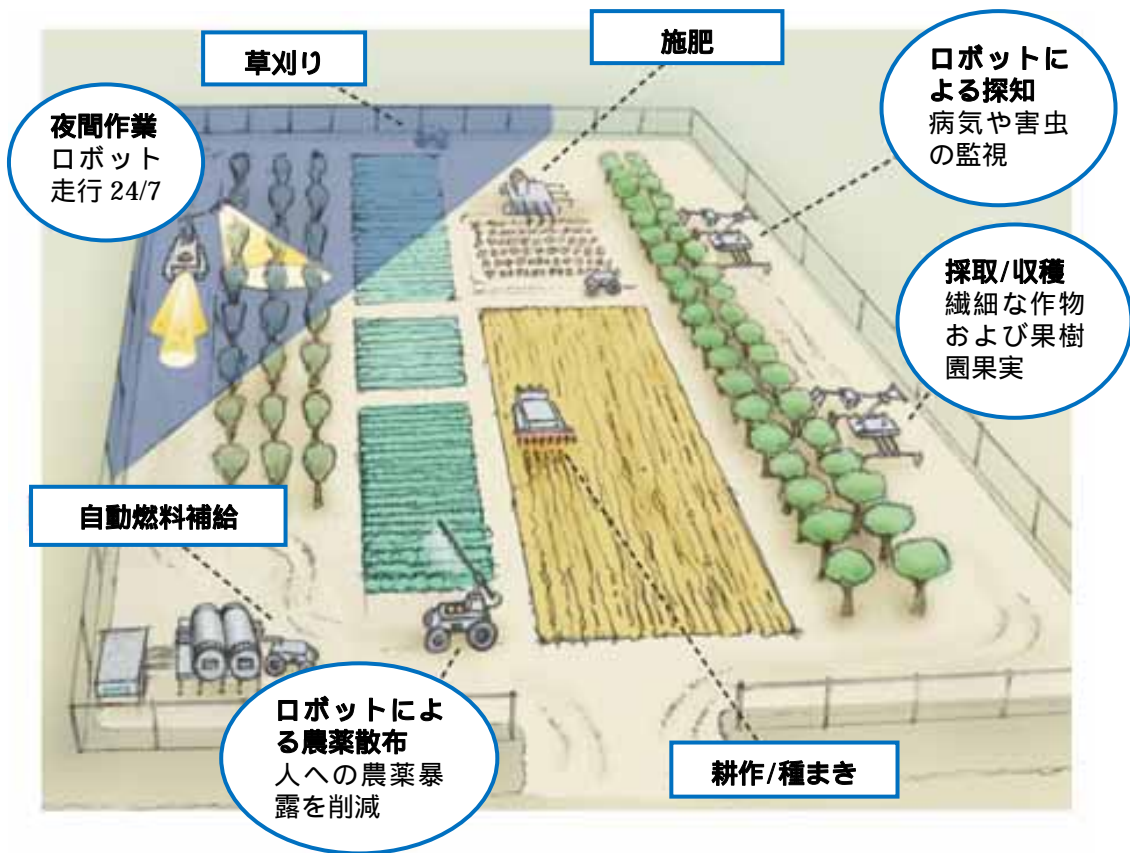 草刈り
施肥
ロボットに
よる探知
病気や害虫
の監視
夜間作業
ロボット
走行 24/7
採取/収穫
繊細な作物
および果樹
園果実
自動燃料補給
ロボットによ
る農薬散布
人への農薬暴
露を削減
耕作/種まき